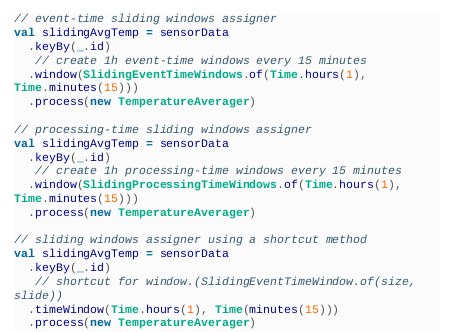 // event-time sliding windows assigner
val slidingAvgTemp = sensorData
  .keyBy(_.id)
   // create 1h event-time windows every 15 minutes
  .window(SlidingEventTimeWindows.of(Time.hours(1),
Time.minutes(15)))
  .process(new TemperatureAverager)

// processing-time sliding windows assigner
val slidingAvgTemp = sensorData
  .keyBy(_.id)
   // create 1h processing-time windows every 15 minutes
  .window(SlidingProcessingTimeWindows.of(Time.hours(1),
Time.minutes(15)))
  .process(new TemperatureAverager)

// sliding windows assigner using a shortcut method
val slidingAvgTemp = sensorData
  .keyBy(_.id)
   // shortcut for window.(SlidingEventTimeWindow.of(size,
slide))
  .timeWindow(Time.hours(1), Time(minutes(15)))
  .process(new TemperatureAverager)